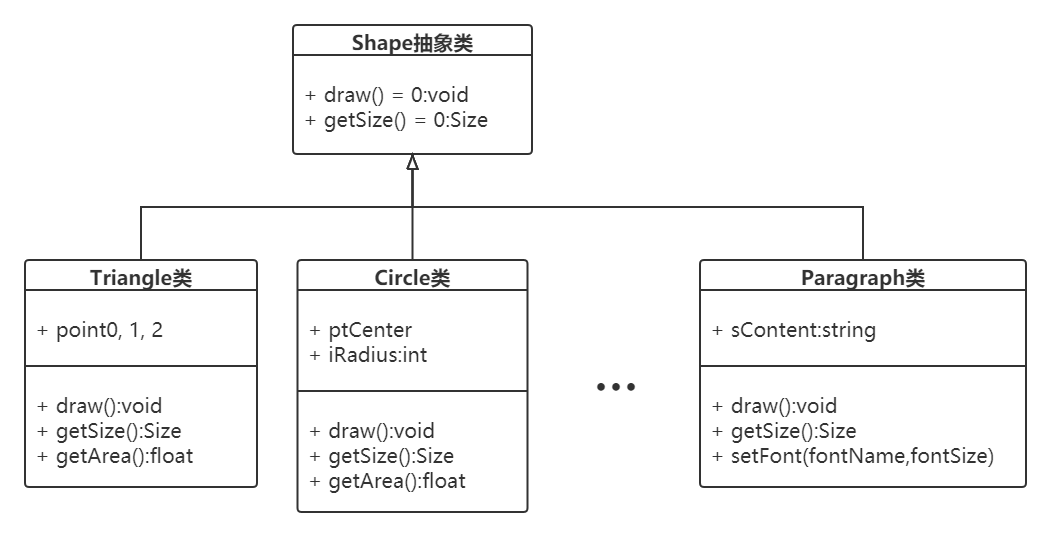 Shape抽象类
+ draw() = 0:void
+ getSize() = 0:Size
Triangle类
+ point0, 1, 2
+ draw():void
+ getSize():Size
+ getArea():float
Circle类
+ ptCenter
+ iRadius:int
+ draw():void
+ getSize():Size
+ getArea():float
•••
Paragraph类
+ sContent:string
+ draw():void
+ getSize():Size
+ setFont(fontName,fontSize)